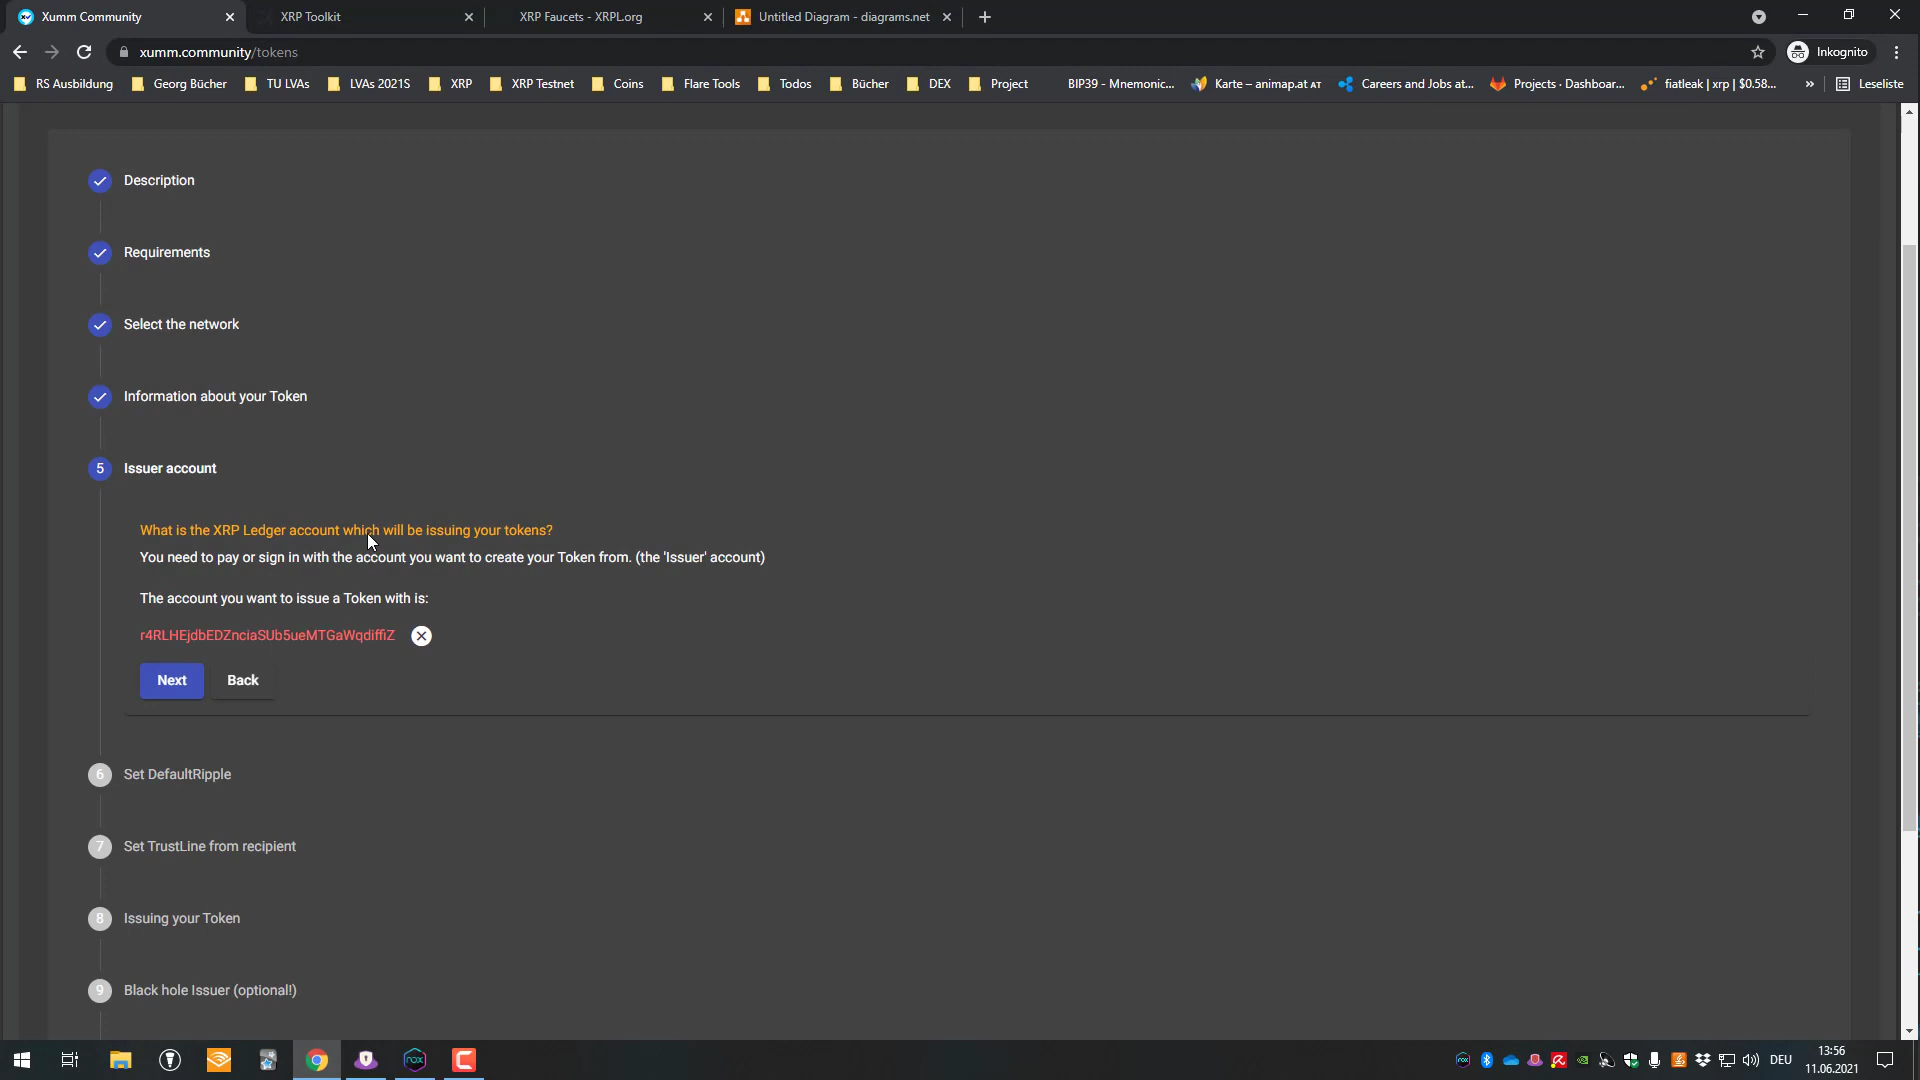 Xumm Community
XRP Toolkit
XRP Faucets - XRPL.org
Untitled Diagram - diagrams.net
xumm.community/tokens
Inkognito
RS Ausbildung
Georg Bücher
TU LVAs
LVAs 2021S
XRP
XRP Testnet
Coins
Flare Tools
Todos
Bücher
DEX
Project
BIP39 - Mnemonic...
Karte – animap.at AT
Careers and Jobs at...
Projects · Dashboar...
fiatleak | xrp | $0.58...
»
Leseliste
Description
Requirements
Select the network
Information about your Token
5 Issuer account
What is the XRP Ledger account which will be issuing your tokens?
You need to pay or sign in with the account you want to create your Token from. (the 'Issuer' account)
The account you want to issue a Token with is:
r4RLHEjdbEDZnciaSUb5ueMTGaWqdiffiZ
Next Back
6 Set DefaultRipple
7 Set TrustLine from recipient
8 Issuing your Token
9 Black hole Issuer (optional!)
DEU
13:56
11.06.2021